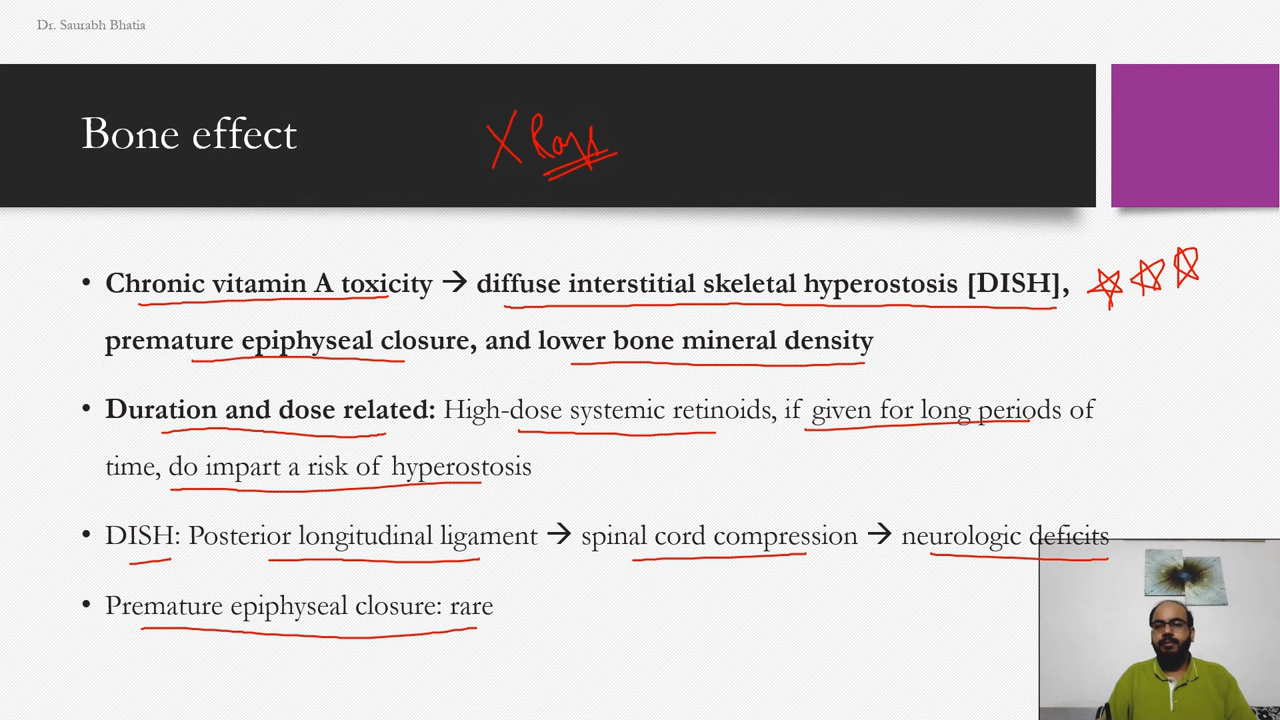 Dr. Saurabh Bhatia
Bone effect
X Rays
• Chronic vitamin A toxicity → diffuse interstitial skeletal hyperostosis [DISH],
premature epiphyseal closure, and lower bone mineral density
• Duration and dose related: High-dose systemic retinoids, if given for long periods of
time, do impart a risk of hyperostosis
• DISH: Posterior longitudinal ligament → spinal cord compression → neurologic deficits
• Premature epiphyseal closure: rare